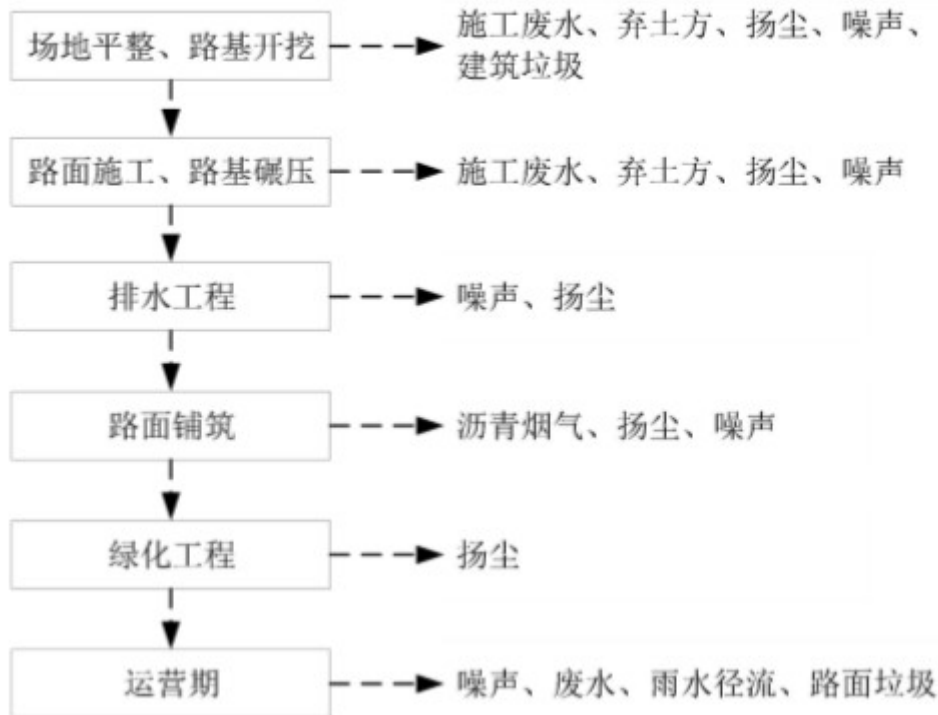 场地平整、路基开挖
施工废水、弃土方、扬尘、噪声、
建筑垃圾
路面施工、路基碾压
施工废水、弃土方、扬尘、噪声
排水工程
噪声、扬尘
路面铺筑
沥青烟气、扬尘、噪声
绿化工程
扬尘
运营期
噪声、废水、雨水径流、路面垃圾